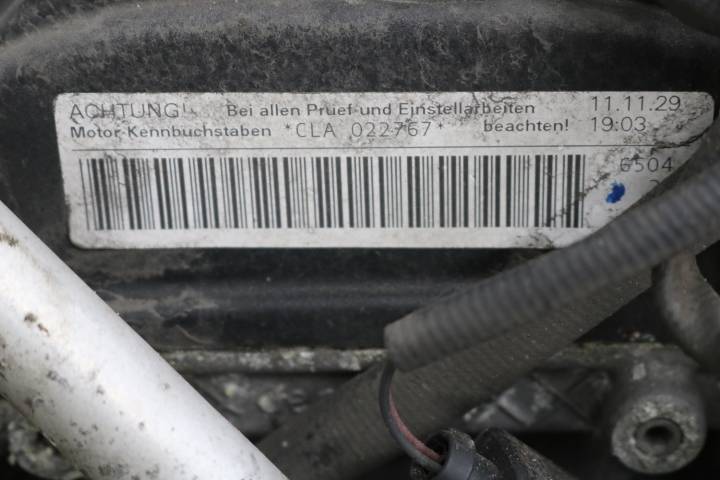 ACHTUNG! Bei allen Pruef-und Einstellarbeiten 11.11.29
Motor-Kennbuchstaben *CLA 022767* beachten! 19:03
6504